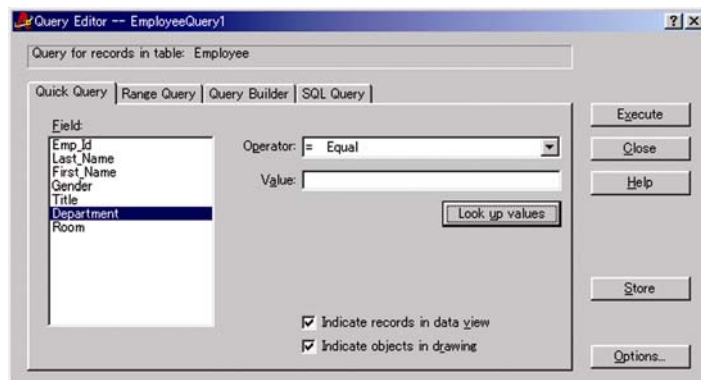 Query Editor -- EmployeeQuery1
Query for records in table: Employee
Quick Query Range Query Query Builder SQL Query
Field:
Emp_Id
Last_Name
First_Name
Gender
Title
Department
Room
Operator: = Equal
Value:
Look up values
Indicate records in data view
Indicate objects in drawing
Execute
Close
Help
Store
Options...